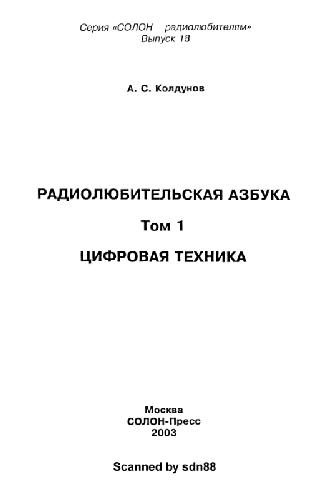 Серия «СОЛОН радиолюбителям»
Выпуск 18
А. С. Колдунов
РАДИОЛЮБИТЕЛЬСКАЯ АЗБУКА
Том 1
ЦИФРОВАЯ ТЕХНИКА
Москва
СОЛОН-Пресс
2003
Scanned by sdn88